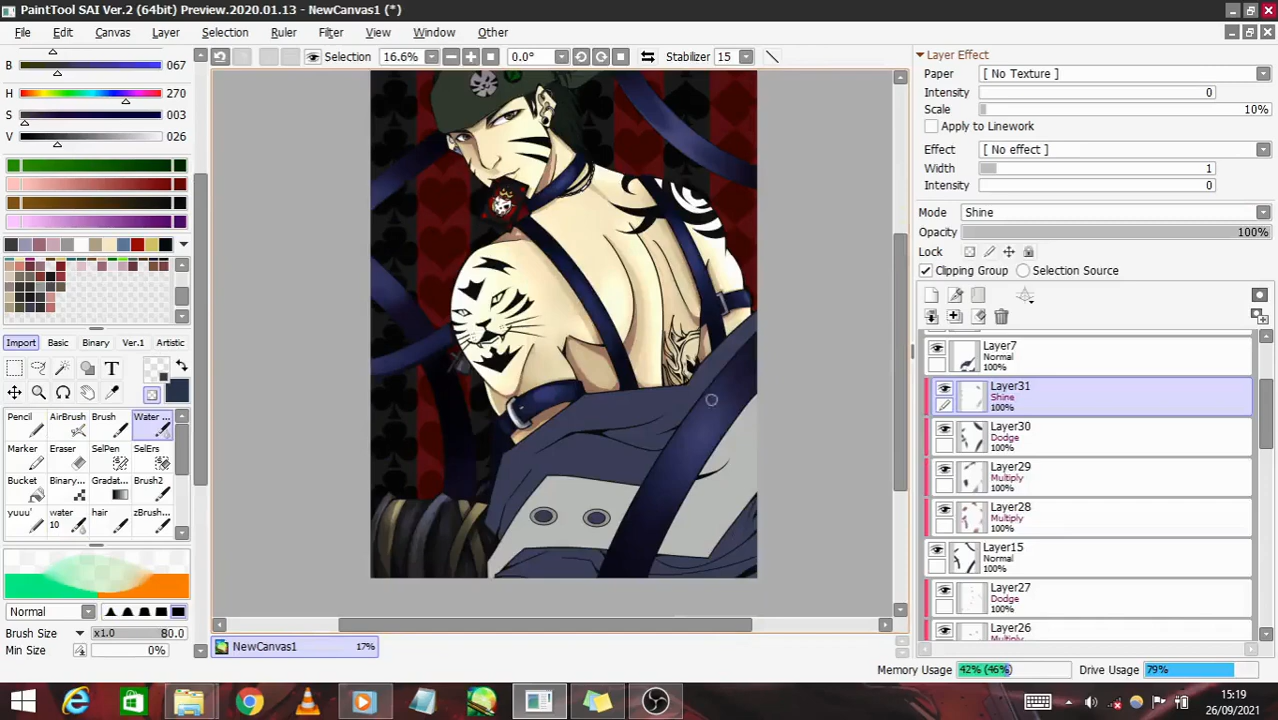 PaintTool SAI Ver.2 (64bit) Preview.2020.01.13 - NewCanvas1 (*)
File Edit Canvas Layer Selection Ruler Filter View Window Other
Selection 16.6% 0.0° Stabilizer 15
B 067
H 270
S 003
V 026
Import Basic Binary Ver.1 Artistic
T
Pencil AirBrush Brush Water ...
Marker Eraser SelPen SelErs
Bucket Binary... Gradat... Brush2
yuuu' water 10 hair zBrush...
Normal
Brush Size x1.0 80.0
Min Size 0%
NewCanvas1 17%
Layer Effect
Paper [ No Texture ]
Intensity 0
Scale 10%
Apply to Linework
Effect [ No effect ]
Width 1
Intensity 0
Mode Shine
Opacity 100%
Lock
Clipping Group Selection Source
Layer7
Normal
100%
Layer31
Shine
100%
Layer30
Dodge
100%
Layer29
Multiply
100%
Layer28
Multiply
100%
Layer15
Normal
100%
Layer27
Dodge
100%
Layer26
Multiply
Memory Usage 42% (46%) Drive Usage 79%
15:19
26/09/2021